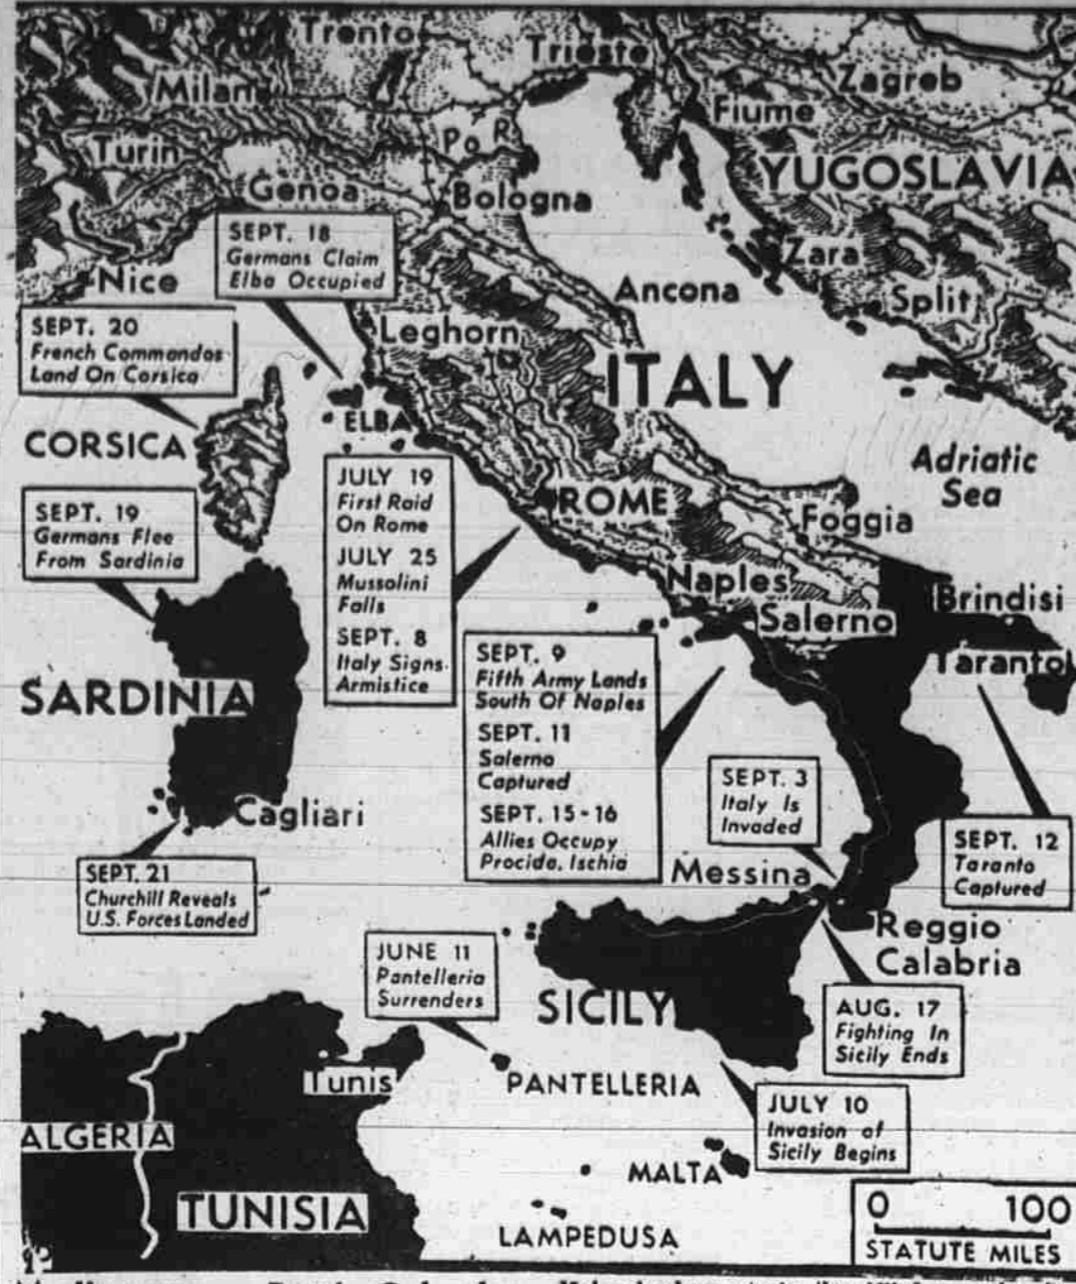 Trento
Trieste
Zagreb
Milan
Fiume
Po R.
Turin
YUGOSLAVIA
Genoa
Bologna
SEPT. 18
Germans Claim
Elba Occupied
Zara
Nice
Ancona
Split
SEPT. 20
French Commandos
Land On Corsica
Leghorn
ITALY
ELBA
CORSICA
Adriatic
Sea
JULY 19
First Raid
On Rome
JULY 25
Mussolini
Falls
SEPT. 8
Italy Signs
Armistice
ROME
Foggia
SEPT. 19
Germans Flee
From Sardinia
Naples
Brindisi
Salerno
Taranto
SEPT. 9
Fifth Army Lands
South Of Naples
SEPT. 11
Salerno
Captured
SEPT. 15-16
Allies Occupy
Procida, Ischia
SARDINIA
SEPT. 3
Italy Is
Invaded
Cagliari
SEPT. 12
Taranto
Captured
SEPT. 21
Churchill Reveals
U.S. Forces Landed
Messina
Reggio
Calabria
JUNE 11
Pantelleria
Surrenders
SICILY
AUG. 17
Fighting In
Sicily Ends
Tunis
PANTELLERIA
JULY 10
Invasion of
Sicily Begins
ALGERIA
MALTA
TUNISIA
LAMPEDUSA
0 100
STATUTE MILES